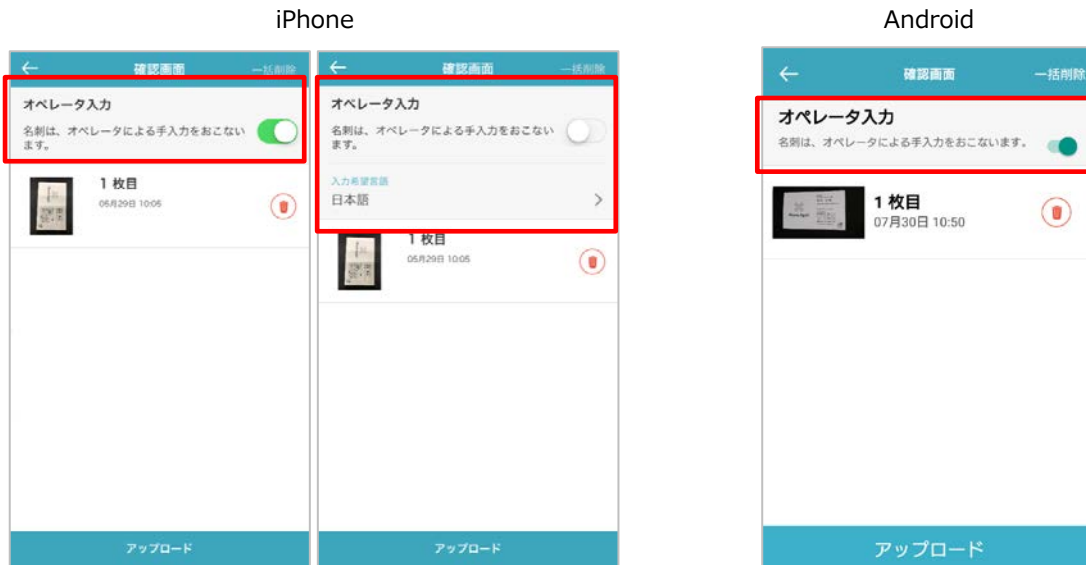 iPhone
Android
確認画面
一括削除
オペレータ入力
名刺は、オペレータによる手入力をおこない
ます。
1 枚目
05月29日 10:05
アップロード
確認画面
一括削除
オペレータ入力
名刺は、オペレータによる手入力をおこない
ます。
入力希望言語
日本語
1 枚目
05月29日 10:05
アップロード
確認画面
一括削除
オペレータ入力
名刺は、オペレータによる手入力をおこないます。
1 枚目
07月30日 10:50
アップロード